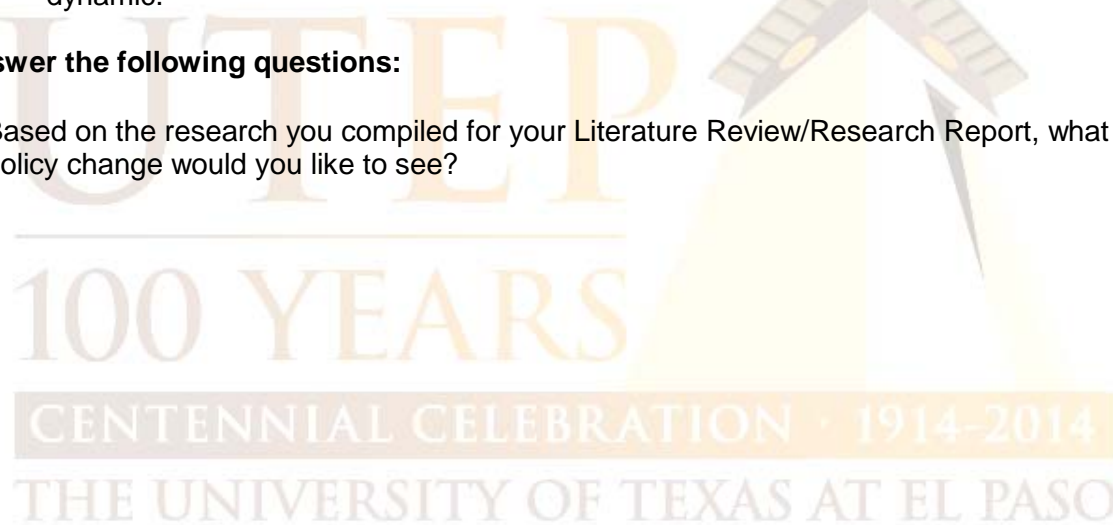 dynamic.
swer the following questions:
Based on the research you compiled for your Literature Review/Research Report, what
olicy change would you like to see?
UTEP
100 YEARS
CENTENNIAL CELEBRATION · 1914-2014
THE UNIVERSITY OF TEXAS AT EL PASO